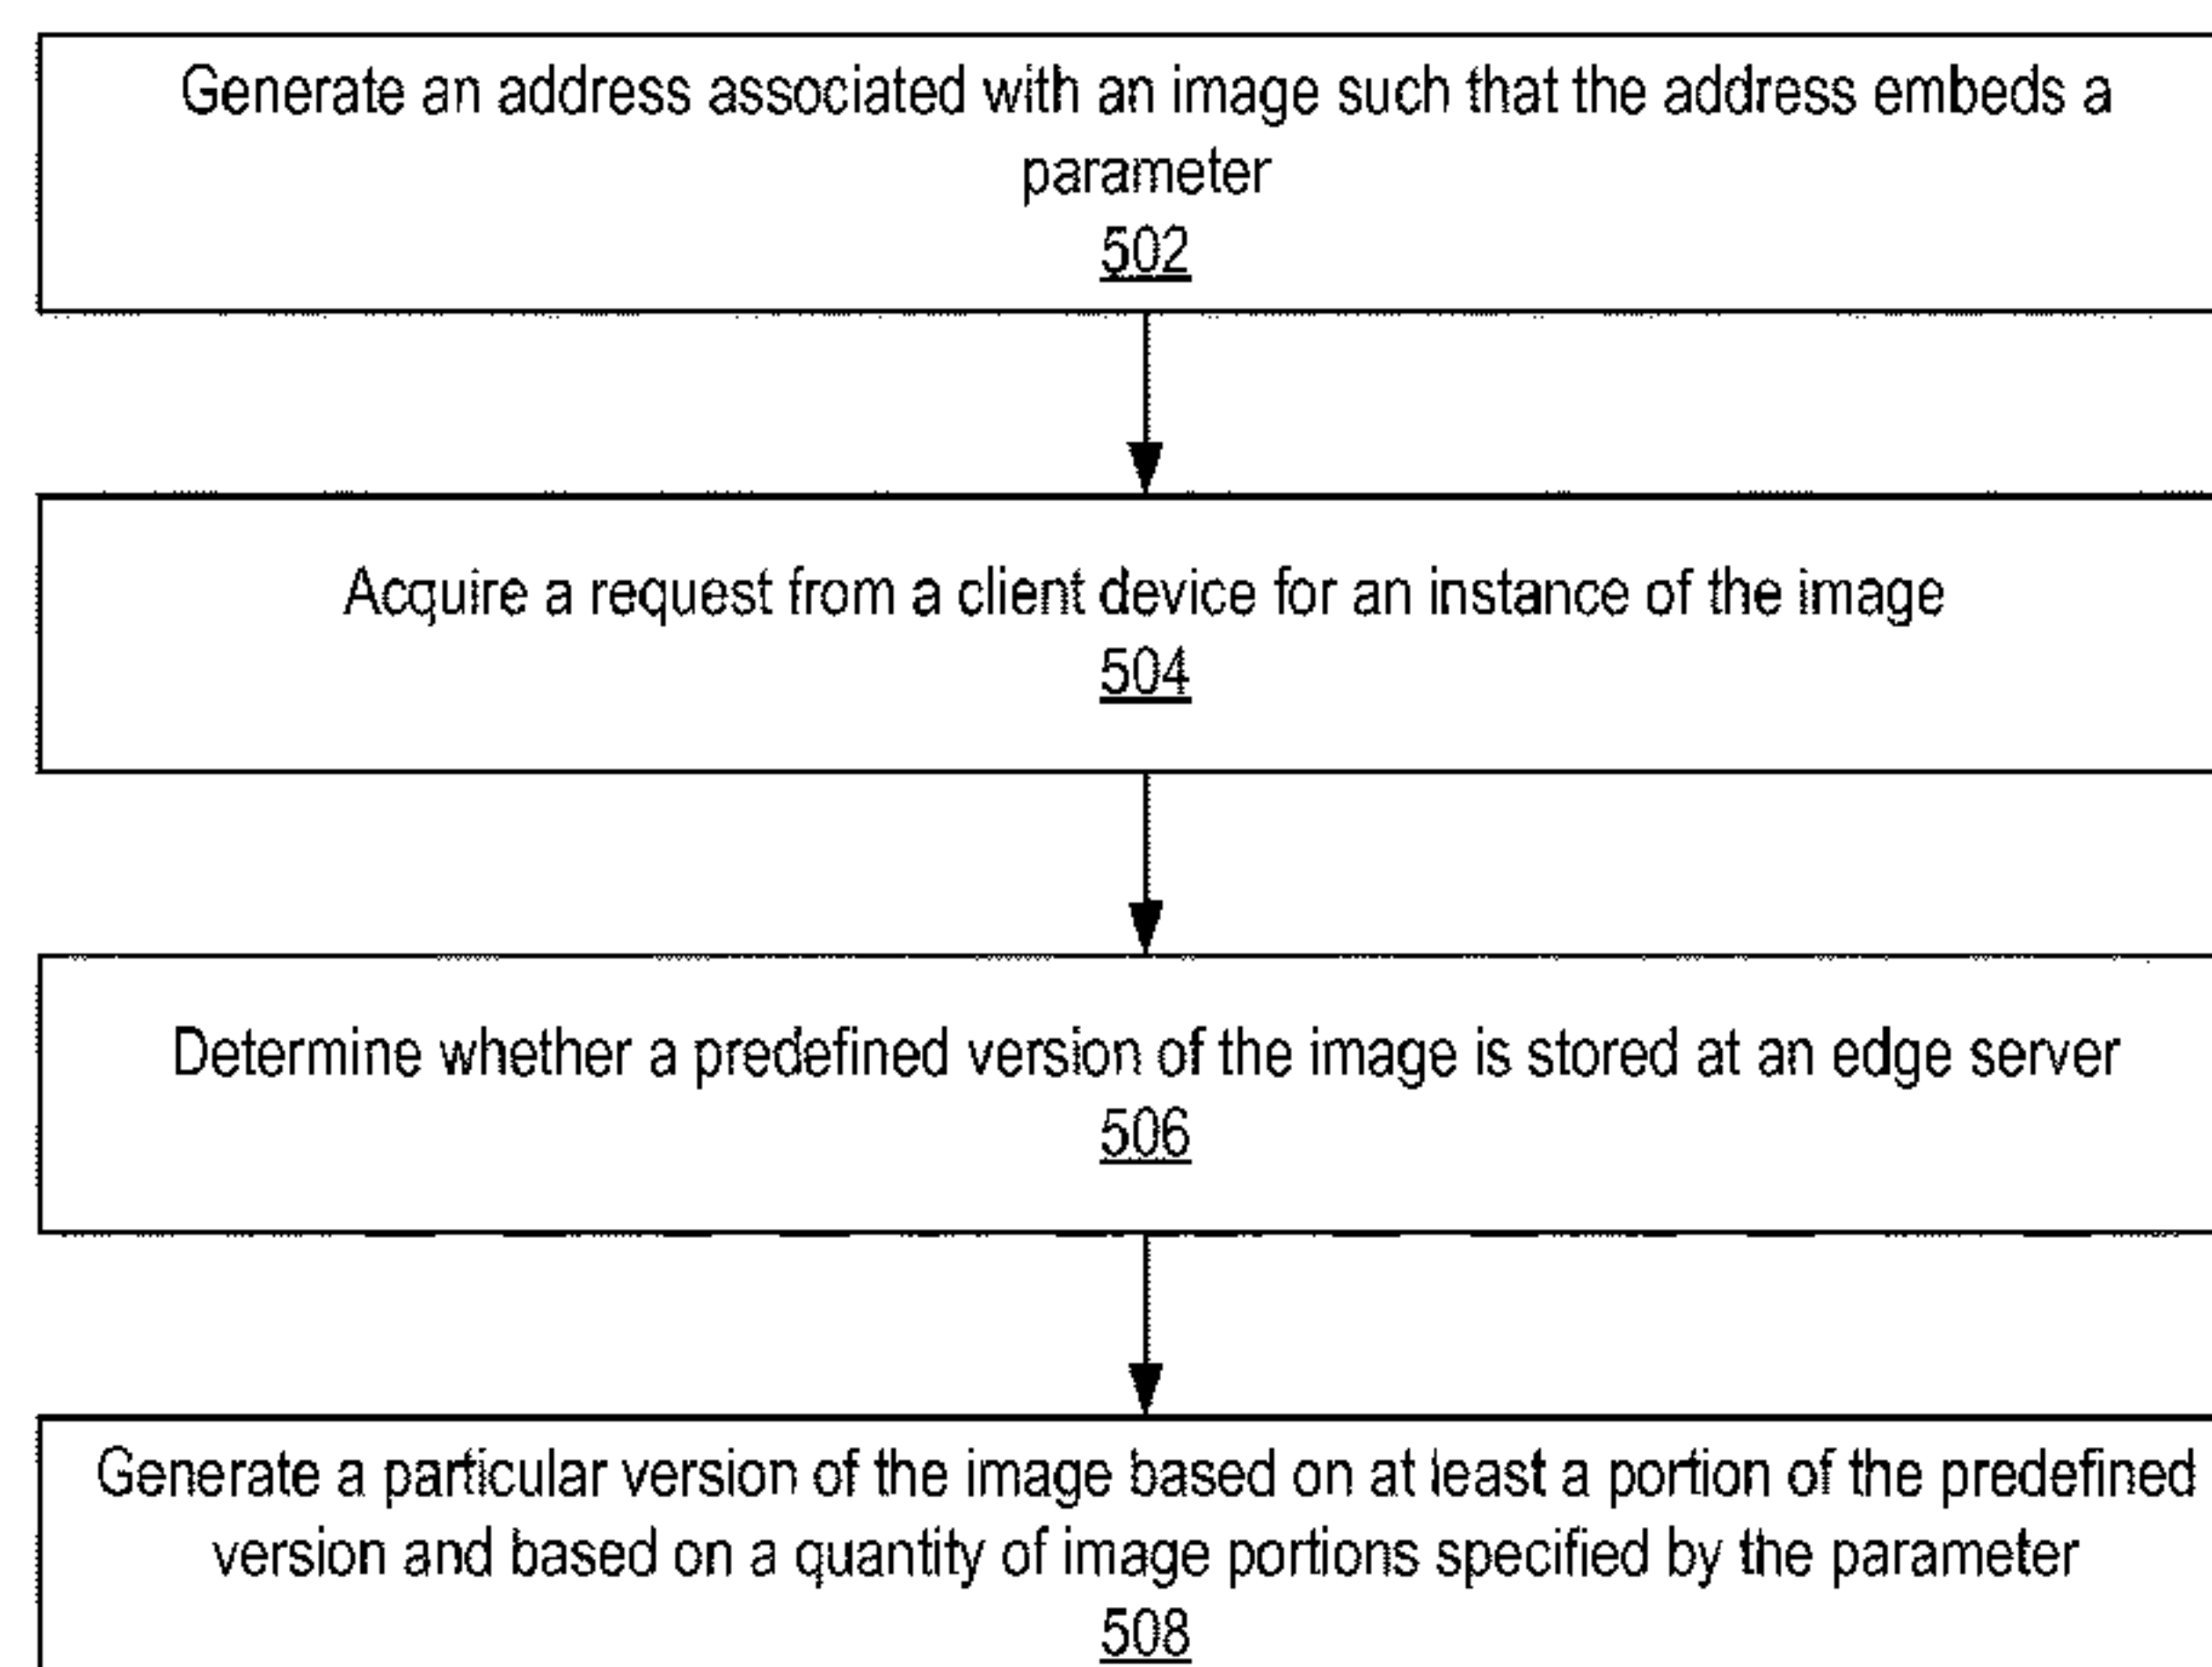 Generate an address associated with an image such that the address embeds a
parameter
502
Acquire a request from a client device for an instance of the image
504
Determine whether a predefined version of the image is stored at an edge server
506
Generate a particular version of the image based on at least a portion of the predefined
version and based on a quantity of image portions specified by the parameter
508